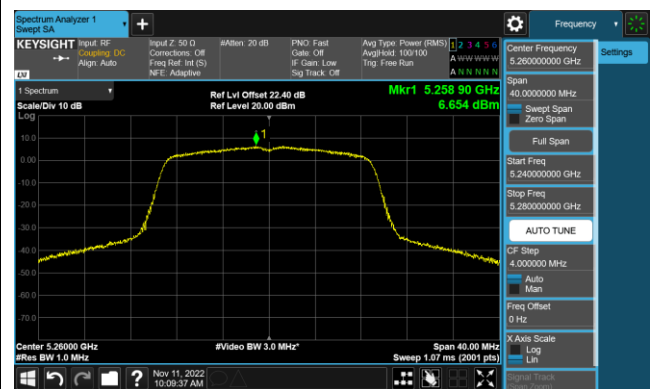 Spectrum Analyzer 1
Swept SA
+
Frequency
KEYSIGHT
Input: RF
Coupling: DC
Align: Auto
Input Z: 50 Ω
Corrections: Off
Freq Ref: Int (S)
NFE: Adaptive
#Atten: 20 dB
PNO: Fast
Gate: Off
IF Gain: Low
Sig Track: Off
Avg Type: Power (RMS)
Avg|Hold: 100/100
Trig: Free Run
1 2 3 4 5 6
A W W W W W
A N N N N N
LXI
1 Spectrum
Scale/Div 10 dB
Log
Ref Lvl Offset 22.40 dB
Ref Level 20.00 dBm
Mkr1 5.258 90 GHz
6.654 dBm
1
10.0
0.00
-10.0
-20.0
-30.0
-40.0
-50.0
-60.0
-70.0
Center 5.26000 GHz
#Res BW 1.0 MHz
#Video BW 3.0 MHz*
Span 40.00 MHz
Sweep 1.07 ms (2001 pts)
Center Frequency
5.260000000 GHz
Settings
Span
40.0000000 MHz
Swept Span
Zero Span
Full Span
Start Freq
5.240000000 GHz
Stop Freq
5.280000000 GHz
AUTO TUNE
CF Step
4.000000 MHz
Auto
Man
Freq Offset
0 Hz
X Axis Scale
Log
Lin
Signal Track
(Span Zoom)
?
Nov 11, 2022
10:09:37 AM